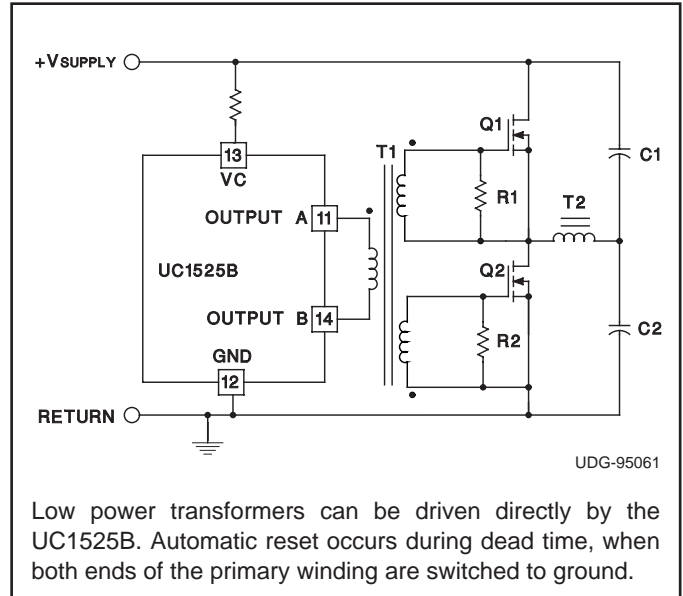 +VSUPPLY
13
VC
OUTPUT A 11
UC1525B
OUTPUT B 14
GND
12
RETURN
T1
Q1
R1
Q2
R2
T2
C1
C2
UDG-95061
Low power transformers can be driven directly by the
UC1525B. Automatic reset occurs during dead time, when
both ends of the primary winding are switched to ground.